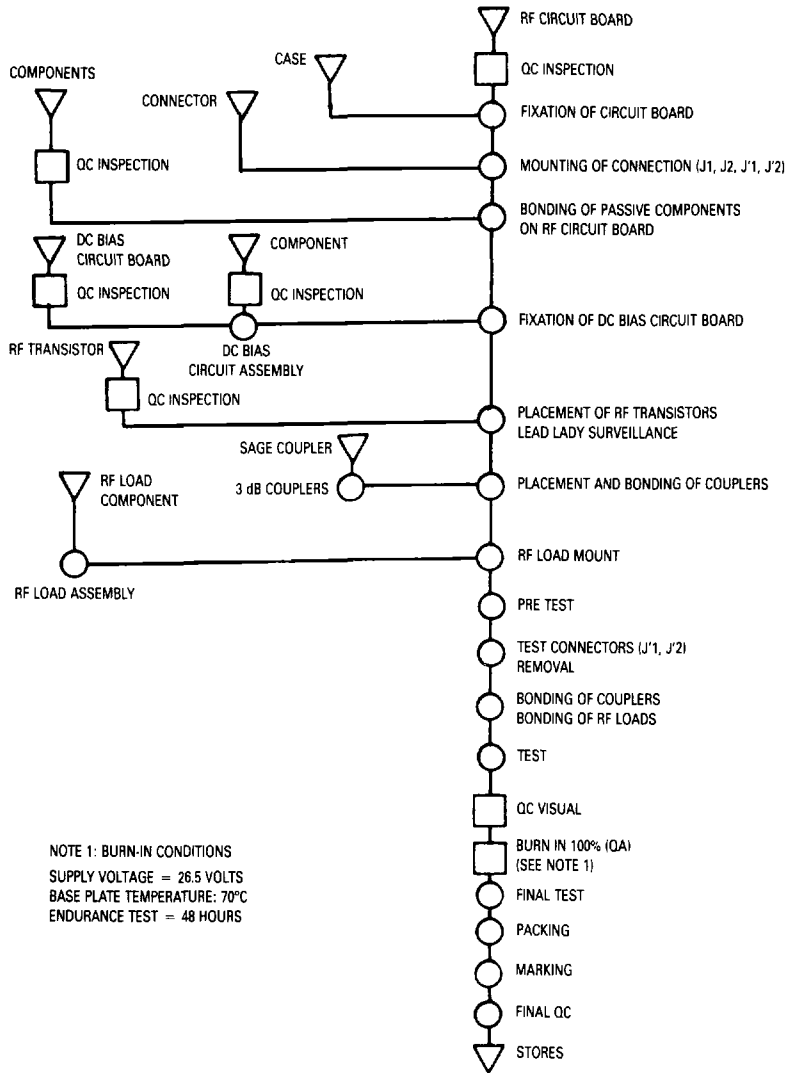 RF CIRCUIT BOARD
QC INSPECTION
CASE
COMPONENTS
CONNECTOR
FIXATION OF CIRCUIT BOARD
QC INSPECTION
MOUNTING OF CONNECTION (J1, J2, J'1, J'2)
BONDING OF PASSIVE COMPONENTS
ON RF CIRCUIT BOARD
DC BIAS
CIRCUIT BOARD
COMPONENT
QC INSPECTION
QC INSPECTION
FIXATION OF DC BIAS CIRCUIT BOARD
RF TRANSISTOR
DC BIAS
CIRCUIT ASSEMBLY
QC INSPECTION
PLACEMENT OF RF TRANSISTORS
LEAD LADY SURVEILLANCE
SAGE COUPLER
RF LOAD
COMPONENT
3 dB COUPLERS
PLACEMENT AND BONDING OF COUPLERS
RF LOAD MOUNT
RF LOAD ASSEMBLY
PRE TEST
TEST CONNECTORS (J'1, J'2)
REMOVAL
BONDING OF COUPLERS
BONDING OF RF LOADS
TEST
QC VISUAL
BURN IN 100% (QA)
(SEE NOTE 1)
NOTE 1: BURN-IN CONDITIONS
SUPPLY VOLTAGE = 26.5 VOLTS
BASE PLATE TEMPERATURE: 70°C
ENDURANCE TEST = 48 HOURS
FINAL TEST
PACKING
MARKING
FINAL QC
STORES